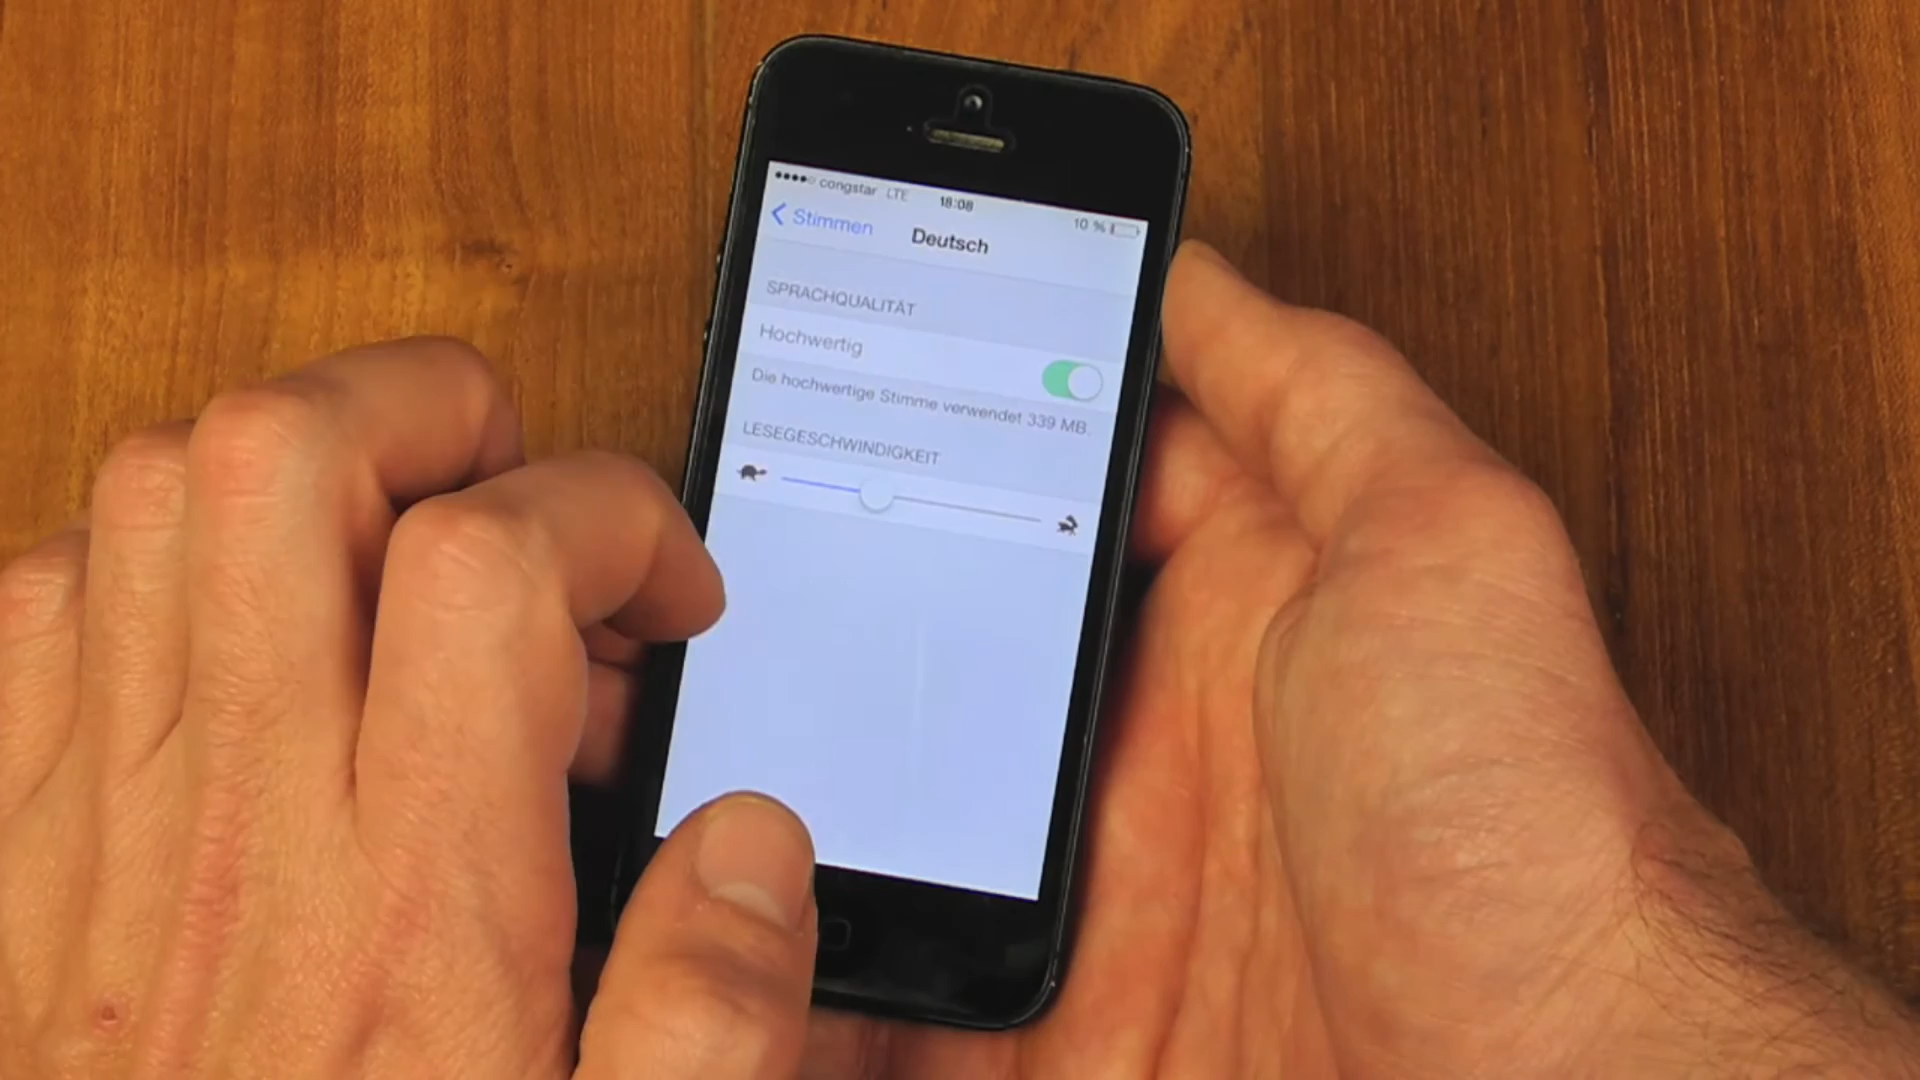 congstar LTE 18:08 10 %
Stimmen Deutsch
SPRACHQUALITÄT
Hochwertig
Die hochwertige Stimme verwendet 339 MB.
LESEGESCHWINDIGKEIT